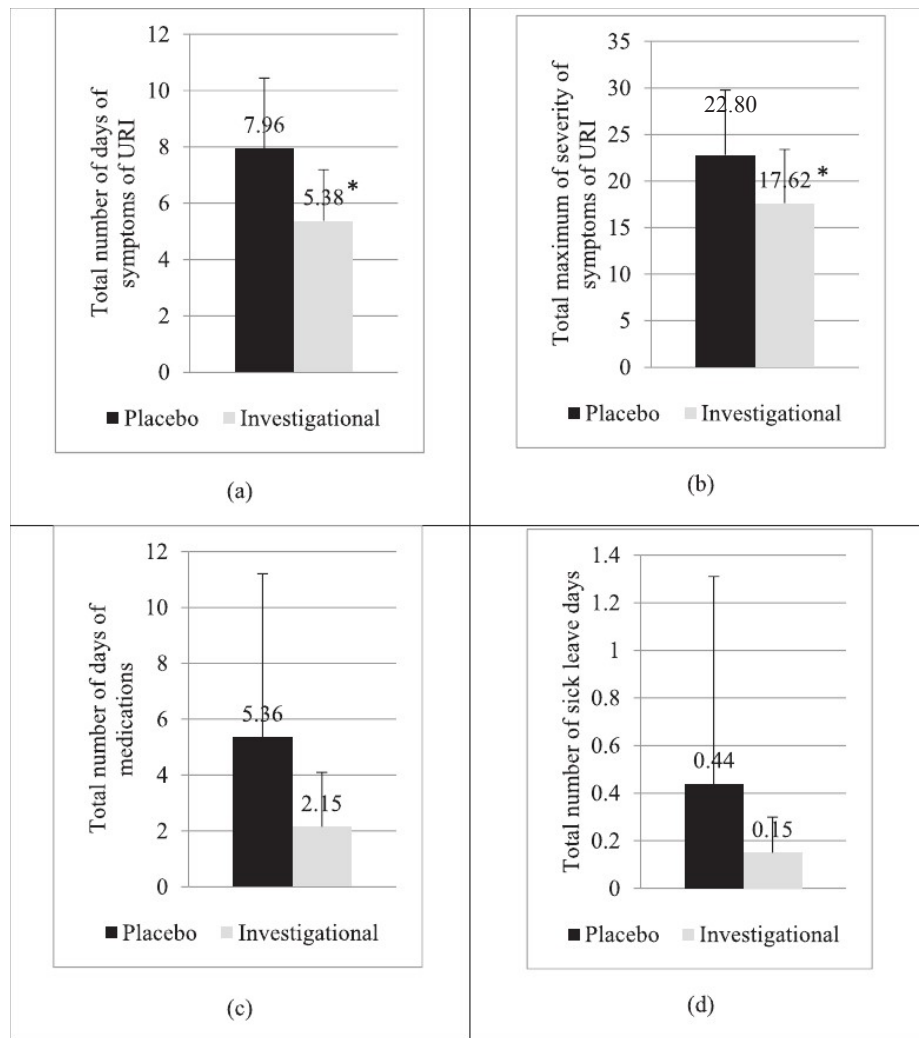 Total number of days of
symptoms of URI
12
10
8
6
4
2
0
7.96
5.38 *
Placebo Investigational
(a)
Total maximum of severity of
symptoms of URI
35
30
25
20
15
10
5
0
22.80
17.62 *
Placebo Investigational
(b)
Total number of days of
medications
12
10
8
6
4
2
0
5.36
2.15
Placebo Investigational
(c)
Total number of sick leave days
1.4
1.2
1
0.8
0.6
0.4
0.2
0
0.44
0.15
Placebo Investigational
(d)